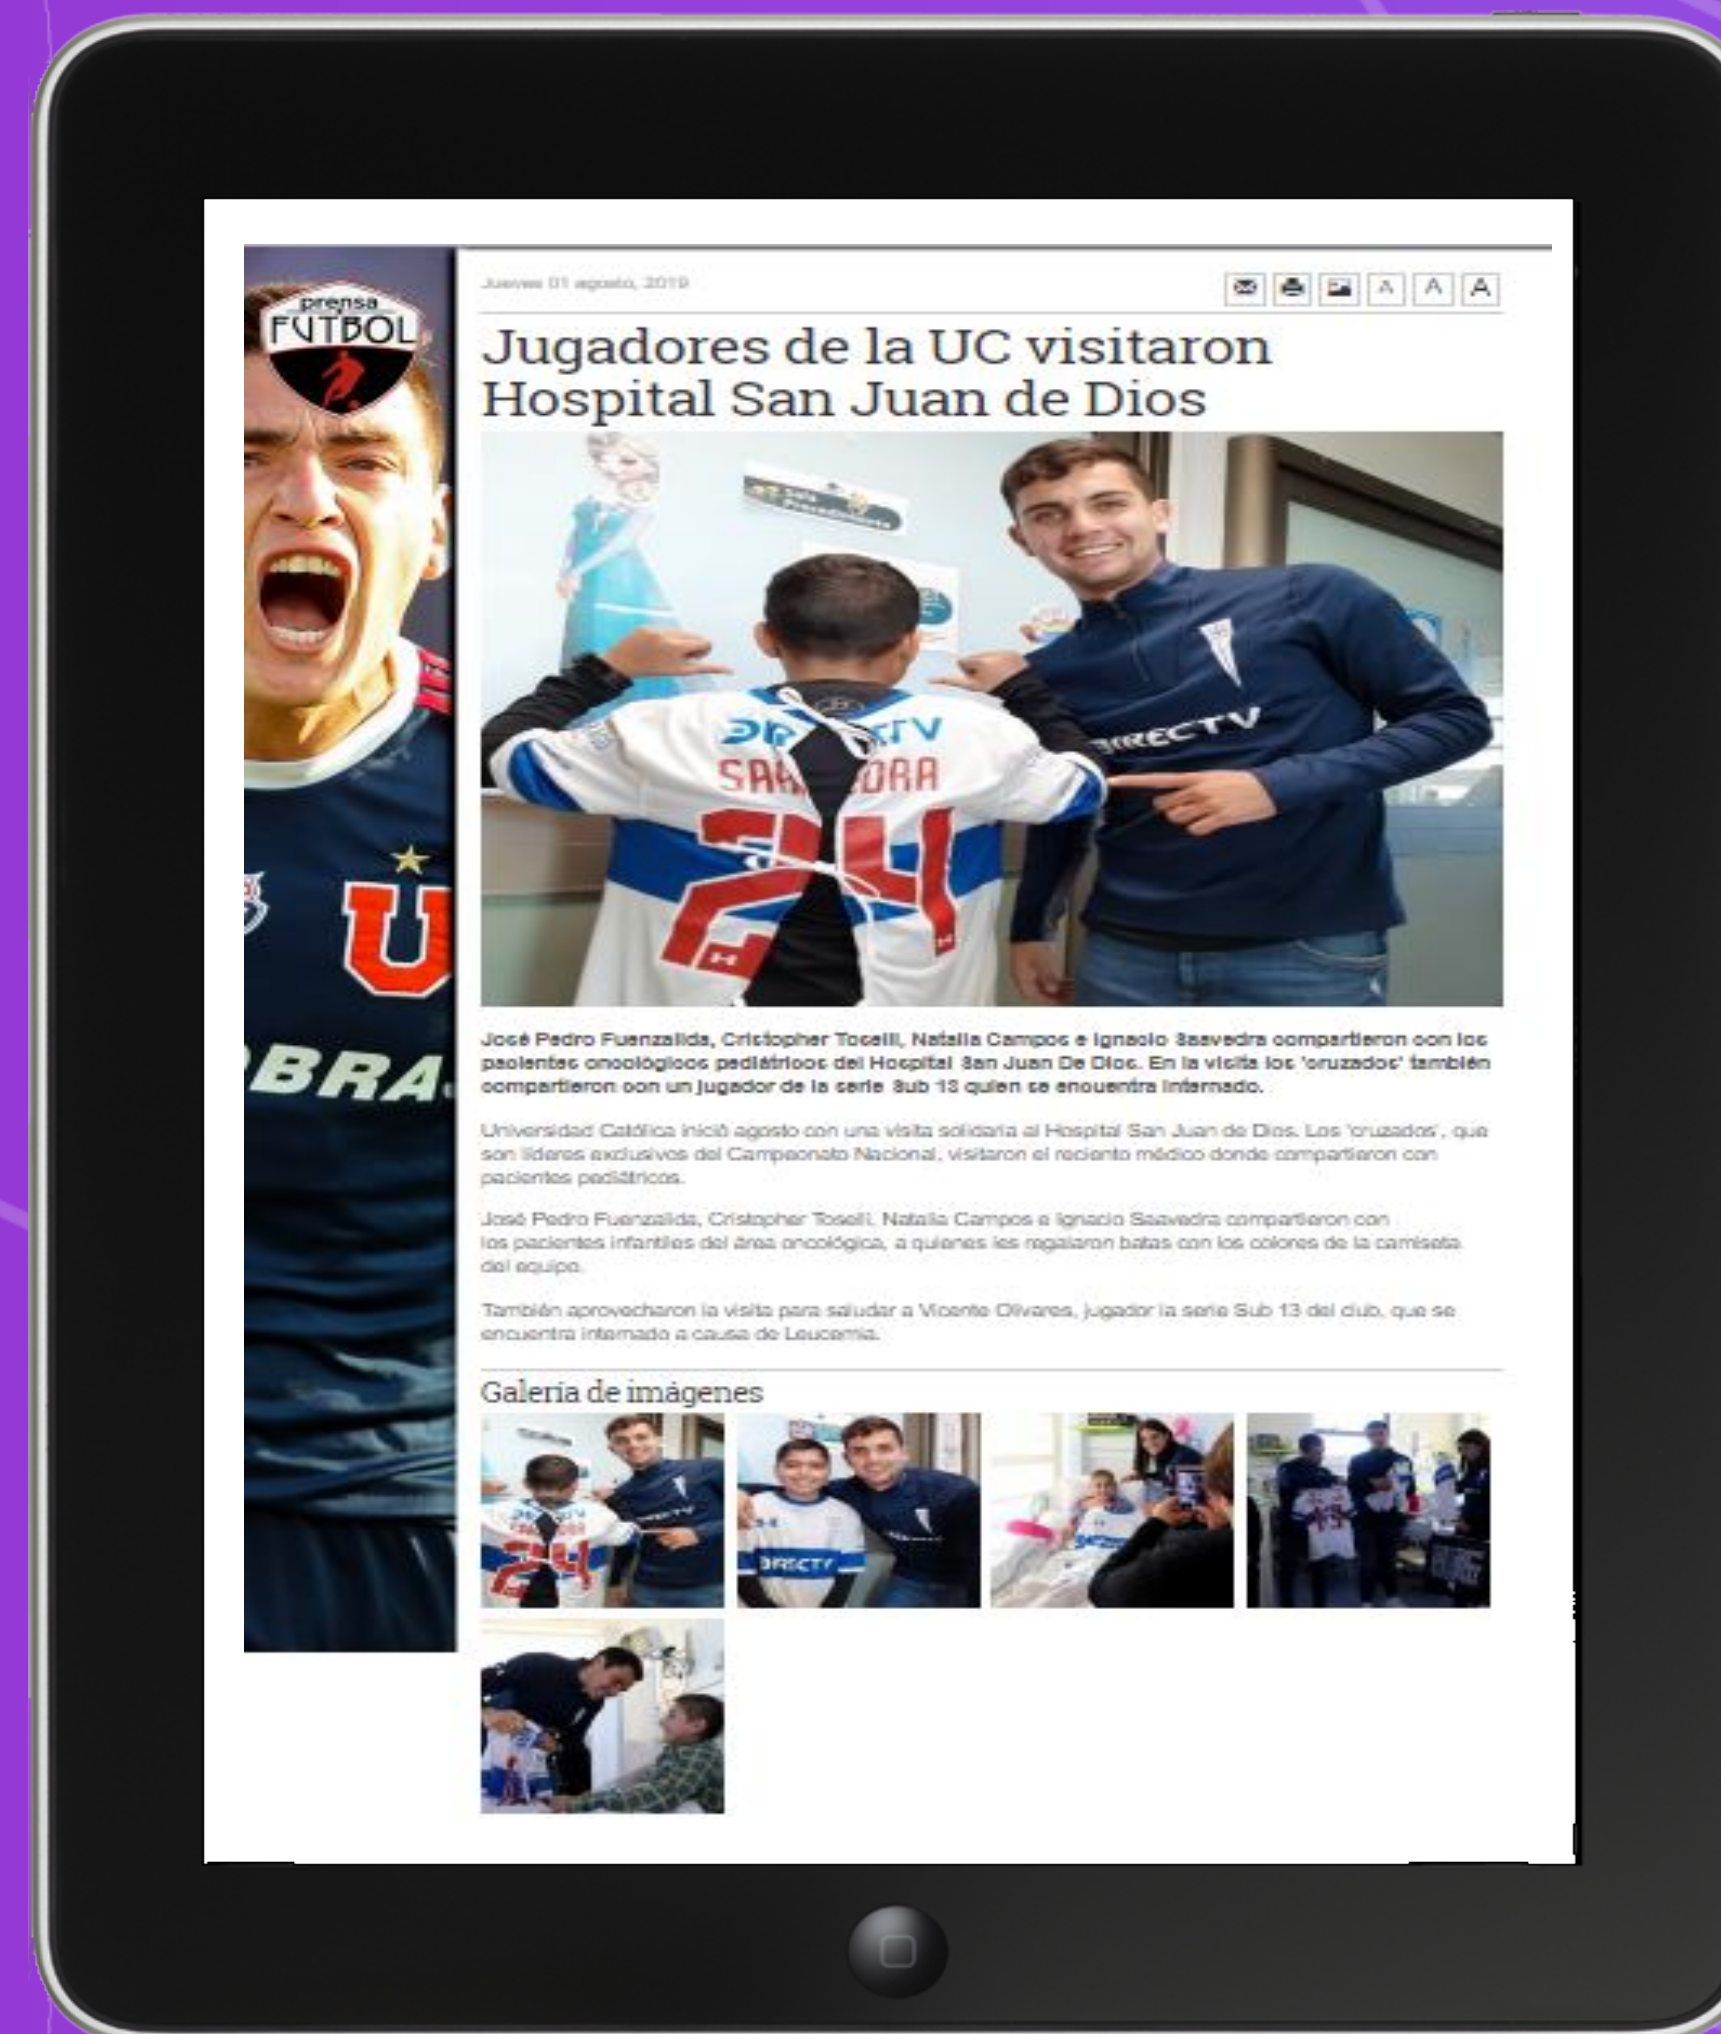 prensa
FUTBOL
Jueves 01 agosto, 2019
A A A
Jugadores de la UC visitaron
Hospital San Juan de Dios
Sala
Procedimiento
DIRECTV
24
U
BRA
José Pedro Fuenzalida, Cristopher Toselli, Natalia Campos e Ignacio Saavedra compartieron con los
pacientes oncológicos pediátricos del Hospital San Juan De Dios. En la visita los 'cruzados' también
compartieron con un jugador de la serie Sub 13 quien se encuentra internado.
Universidad Católica inició agosto con una visita solidaria al Hospital San Juan de Dios. Los 'cruzados', que
son líderes exclusivos del Campeonato Nacional, visitaron el reciento médico donde compartieron con
pacientes pediátricos.
José Pedro Fuenzalida, Cristopher Toselli, Natalia Campos e Ignacio Saavedra compartieron con
los pacientes infantiles del área oncológica, a quienes les regalaron batas con los colores de la camiseta
del equipo.
También aprovecharon la visita para saludar a Vicente Olivares, jugador la serie Sub 13 del club, que se
encuentra internado a causa de Leucemia.
Galería de imágenes
24
DIRECTV